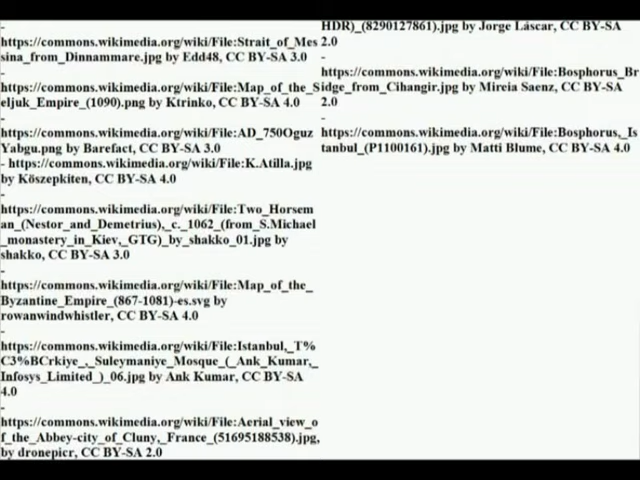 -
https://commons.wikimedia.org/wiki/File:Strait_of_Mes
sina_from_Dinnammare.jpg by Edd48, CC BY-SA 3.0
-
https://commons.wikimedia.org/wiki/File:Map_of_the_S
eljuk_Empire_(1090).png by Ktrinko, CC BY-SA 4.0
-
https://commons.wikimedia.org/wiki/File:AD_750Oguz
Yabgu.png by Barefact, CC BY-SA 3.0
- https://commons.wikimedia.org/wiki/File:K.Atilla.jpg
by Köszepkiten, CC BY-SA 4.0
-
https://commons.wikimedia.org/wiki/File:Two_Horsem
an_(Nestor_and_Demetrius),_c._1062_(from_S.Michael
_monastery_in_Kiev,_GTG)_by_shakko_01.jpg by
shakko, CC BY-SA 3.0
-
https://commons.wikimedia.org/wiki/File:Map_of_the_
Byzantine_Empire_(867-1081)-es.svg by
rowanwindwhistler, CC BY-SA 4.0
-
https://commons.wikimedia.org/wiki/File:Istanbul,_T%
C3%BCrkiye_,_Suleymaniye_Mosque_(_Ank_Kumar,_
Infosys_Limited_)_06.jpg by Ank Kumar, CC BY-SA
4.0
-
https://commons.wikimedia.org/wiki/File:Aerial_view_o
f_the_Abbey-city_of_Cluny,_France_(51695188538).jpg,
by dronepicr, CC BY-SA 2.0
HDR)_(8290127861).jpg by Jorge Láscar, CC BY-SA
2.0
-
https://commons.wikimedia.org/wiki/File:Bosphorus_Br
idge_from_Cihangir.jpg by Mireia Saenz, CC BY-SA
2.0
-
https://commons.wikimedia.org/wiki/File:Bosphorus,_Is
tanbul_(P1100161).jpg by Matti Blume, CC BY-SA 4.0